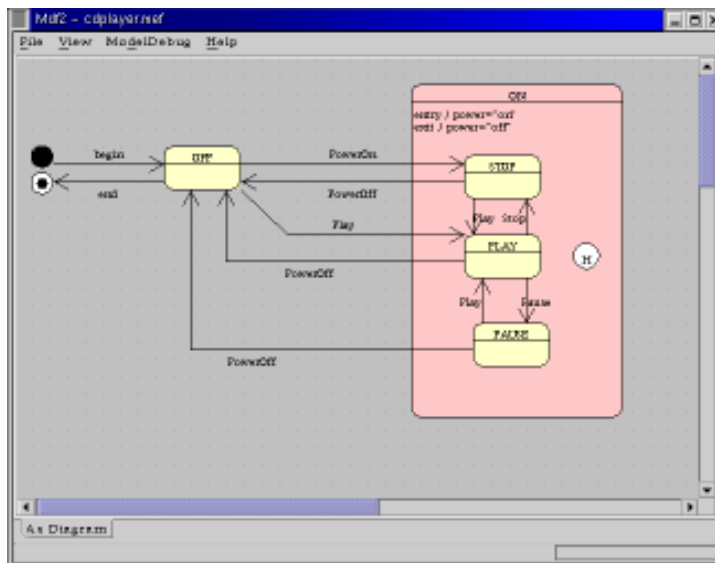 Mdf2 - cdplayer.mef
File View ModelDebug Help
ON
entry / power="on"
exit / power="off"
begin
OFF
PowerOn
STOP
end
PowerOff
Play Stop
Play
PLAY
H
PowerOff
Play
Pause
PAUSE
PowerOff
As Diagram